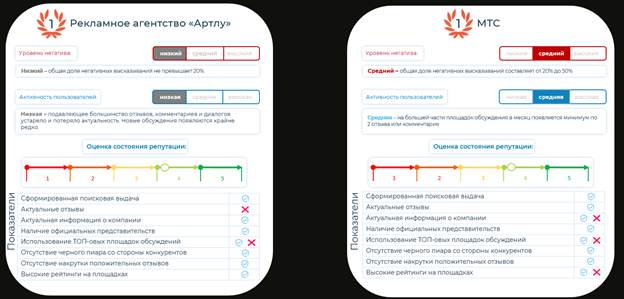 1 Рекламное агентство «Артлу»
Уровень негатива:
низкий средний высокий
Низкий – общая доля негативных высказываний не превышает 20%
Активность пользователей:
низкая средняя высокая
Низкая – подавляющее большинство отзывов, комментариев и диалогов
устарело и потеряло актуальность. Новые обсуждения появляются крайне
редко
Оценка состояния репутации:
1 2 3 4 5
Показатели
Сформированная поисковая выдача
Актуальные отзывы
Актуальная информация о компании
Наличие официальных представительств
Использование ТОП-овых площадок обсуждений
Отсутствие черного пиара со стороны конкурентов
Отсутствие накрутки положительных отзывов
Высокие рейтинги на площадках
1 МТС
Уровень негатива:
низкий средний высокий
Средний – общая доля негативных высказываний составляет от 20% до 50%
Активность пользователей:
низкая средняя высокая
Средняя – на большей части площадок обсуждения в месяц появляется минимум по
2 отзыва или комментария
Оценка состояния репутации:
1 2 3 4 5
Показатели
Сформированная поисковая выдача
Актуальные отзывы
Актуальная информация о компании
Наличие официальных представительств
Использование ТОП-овых площадок обсуждений
Отсутствие черного пиара со стороны конкурентов
Отсутствие накрутки положительных отзывов
Высокие рейтинги на площадках